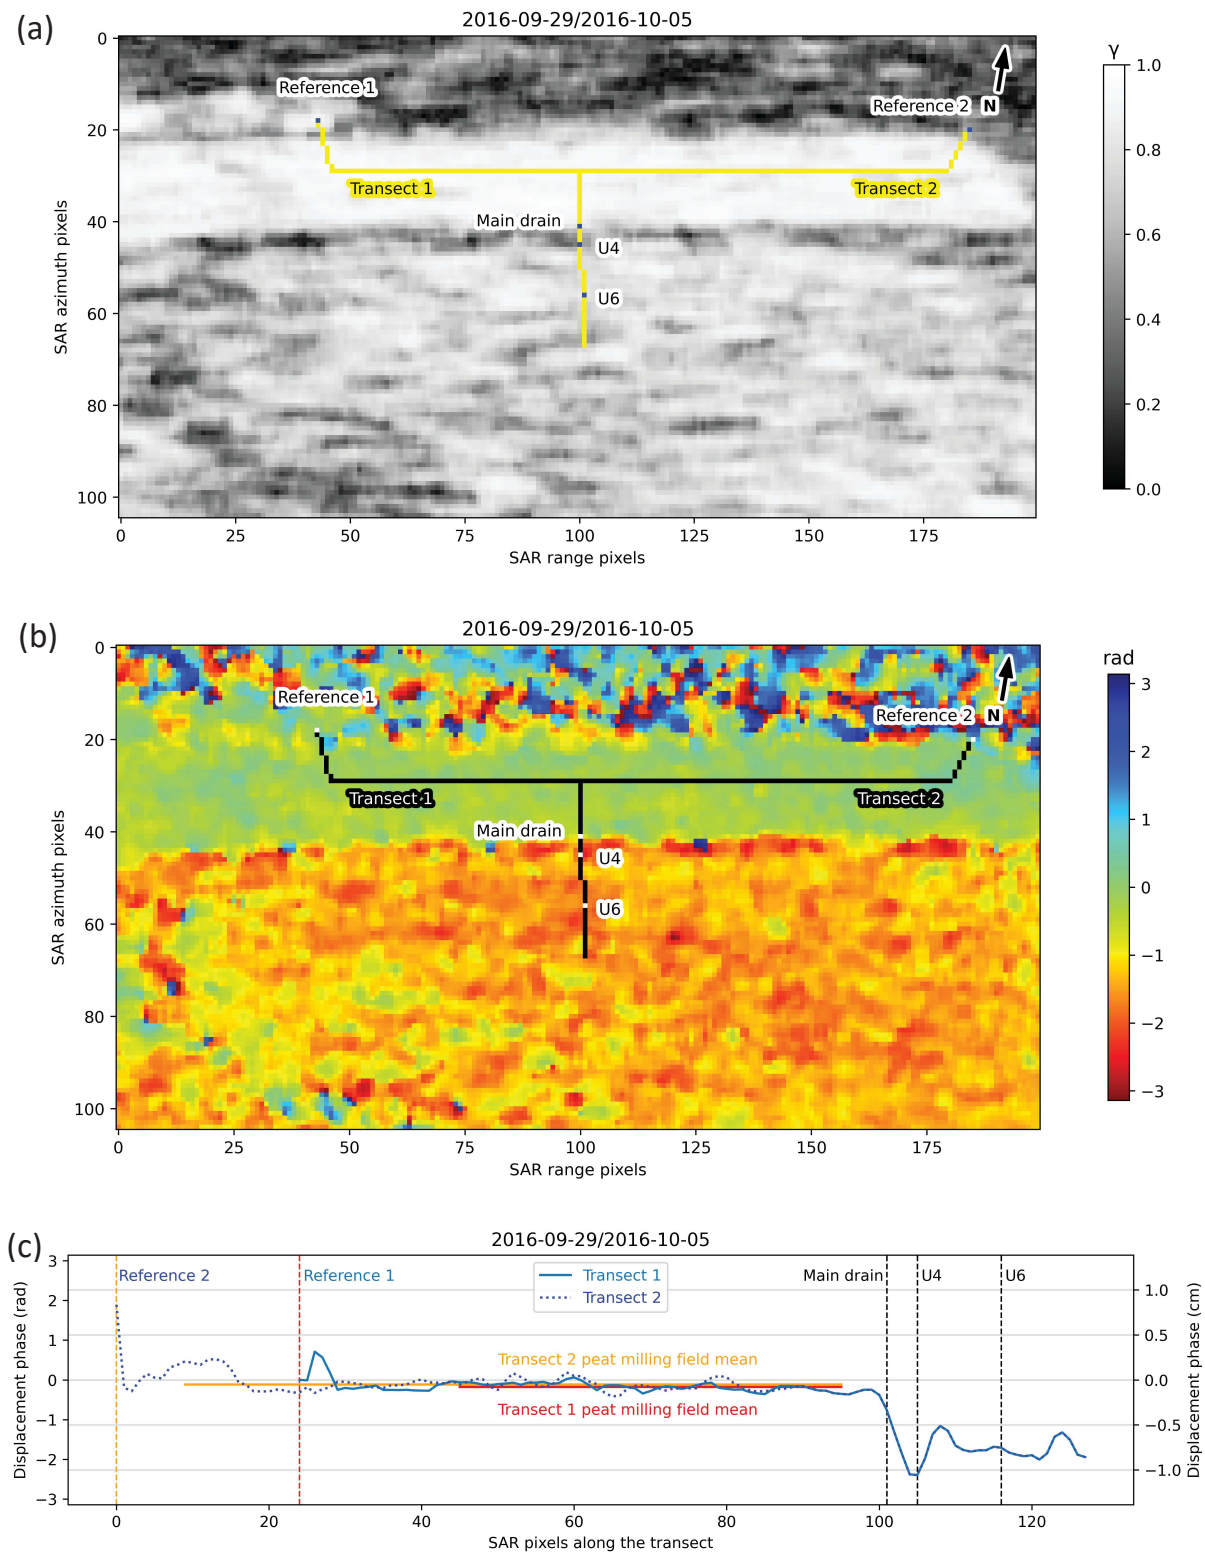 (a)
2016-09-29/2016-10-05
0
20
40
60
80
100
SAR azimuth pixels
Reference 1
Reference 2 N
Transect 1
Transect 2
Main drain
U4
U6
0 25 50 75 100 125 150 175
SAR range pixels
γ
1.0
0.8
0.6
0.4
0.2
0.0
(b)
2016-09-29/2016-10-05
0
20
40
60
80
100
SAR azimuth pixels
Reference 1
Reference 2 N
Transect 1
Transect 2
Main drain
U4
U6
0 25 50 75 100 125 150 175
SAR range pixels
rad
3
2
1
0
−1
−2
−3
(c)
2016-09-29/2016-10-05
3
2
1
0
−1
−2
−3
Displacement phase (rad)
Reference 2
Reference 1
Transect 1
Transect 2
Main drain
U4
U6
Transect 2 peat milling field mean
Transect 1 peat milling field mean
1.0
0.5
0.0
−0.5
−1.0
Displacement phase (cm)
0 20 40 60 80 100 120
SAR pixels along the transect